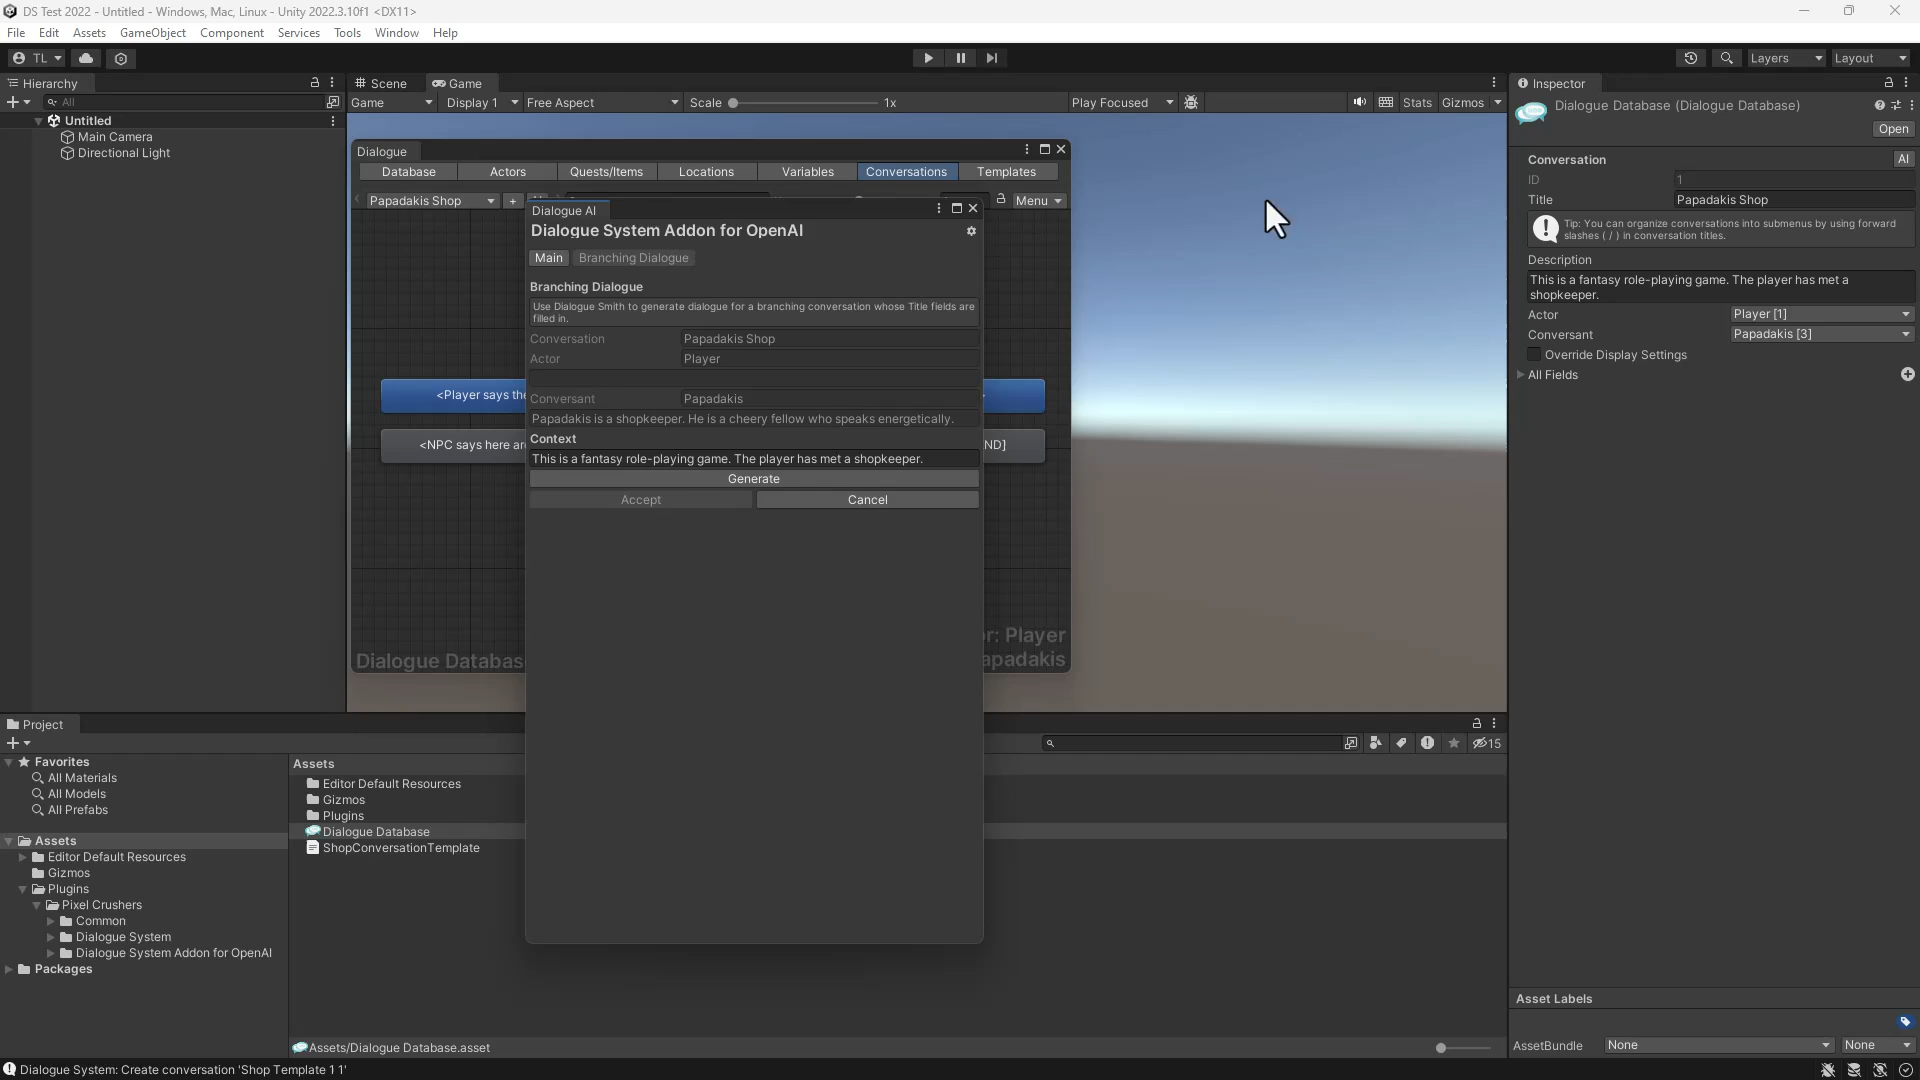 DS Test 2022 - Untitled - Windows, Mac, Linux - Unity 2022.3.10f1 <DX11>
File Edit Assets GameObject Component Services Tools Window Help
TL Layers Layout
Hierarchy
All
Untitled
Main Camera
Directional Light
Scene Game
Game Display 1 Free Aspect Scale 1x Play Focused Stats Gizmos
Dialogue
Database Actors Quests/Items Locations Variables Conversations Templates
Papadakis Shop + Menu
<Player says the
<NPC says here ar
ND]
Dialogue Databas
r: Player
apadakis
Dialogue AI
Dialogue System Addon for OpenAI
Main Branching Dialogue
Branching Dialogue
Use Dialogue Smith to generate dialogue for a branching conversation whose Title fields are
filled in.
Conversation Papadakis Shop
Actor Player
Conversant Papadakis
Papadakis is a shopkeeper. He is a cheery fellow who speaks energetically.
Context
This is a fantasy role-playing game. The player has met a shopkeeper.
Generate
Accept Cancel
Inspector
Dialogue Database (Dialogue Database)
Open
Conversation AI
ID 1
Title Papadakis Shop
Tip: You can organize conversations into submenus by using forward
slashes ( / ) in conversation titles.
Description
This is a fantasy role-playing game. The player has met a
shopkeeper.
Actor Player [1]
Conversant Papadakis [3]
Override Display Settings
All Fields
Asset Labels
AssetBundle None None
Project
15
Favorites
All Materials
All Models
All Prefabs
Assets
Editor Default Resources
Gizmos
Plugins
Pixel Crushers
Common
Dialogue System
Dialogue System Addon for OpenAI
Packages
Assets
Editor Default Resources
Gizmos
Plugins
Dialogue Database
ShopConversationTemplate
Assets/Dialogue Database.asset
Dialogue System: Create conversation 'Shop Template 1 1'